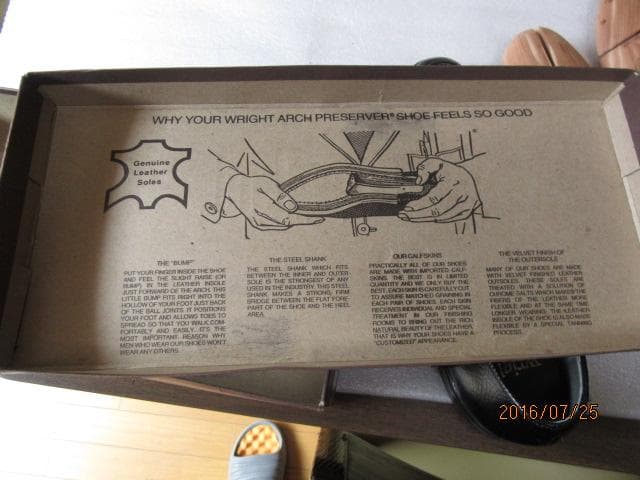 WHY YOUR WRIGHT ARCH PRESERVER® SHOE FEELS SO GOOD
Genuine
Leather
Soles
THE "BUMP"
PUT YOUR FINGER INSIDE THE SHOE
AND FEEL THE SLIGHT RAISE (OR
BUMP) IN THE LEATHER INSOLE
JUST FORWARD OF THE ARCH. THIS
LITTLE BUMP FITS RIGHT INTO THE
HOLLOW OF YOUR FOOT JUST BACK
OF THE BALL JOINTS. IT POSITIONS
YOUR FOOT AND ALLOWS TOES TO
SPREAD SO THAT YOU WALK COM-
FORTABLY AND EASILY. IT'S THE
MOST IMPORTANT REASON WHY
MEN WHO WEAR OUR SHOES WON'T
WEAR ANY OTHERS.
THE STEEL SHANK
THE STEEL SHANK WHICH FITS
BETWEEN THE INNER AND OUTER
SOLE IS THE STRONGEST OF ANY
USED IN THE INDUSTRY. THIS STEEL
SHANK MAKES A STRONG, FIRM
BRIDGE BETWEEN THE FLAT FORE-
PART OF THE SHOE AND THE HEEL
AREA.
OUR CALFSKINS
PRACTICALLY ALL OF OUR SHOES
ARE MADE WITH IMPORTED CALF-
SKINS. THE BEST IS IN LIMITED
QUANTITY AND WE ONLY BUY THE
BEST. EACH SKIN IS CAREFULLY CUT
TO ASSURE MATCHED GRAINING IN
EACH PAIR OF SHOES. EACH SKIN
RECEIVES INDIVIDUAL AND SPECIAL
TREATMENT IN OUR FINISHING
ROOMS TO BRING OUT THE RICH
NATURAL BEAUTY OF THE LEATHER.
THAT IS WHY YOUR SHOES HAVE A
"CUSTOMIZED" APPEARANCE.
THE VELVET FINISH OF
THE OUTERSOLE
MANY OF OUR SHOES ARE MADE
WITH VELVET FINISHED LEATHER
OUTSOLES. THESE SOLES ARE
TREATED WITH A SOLUTION OF
EPSOM SALTS WHICH MAKES THE
FIBERS OF THE LEATHER MORE
FLEXIBLE AND AT THE SAME TIME
LONGER WEARING. THE LEATHER
INSOLE OF THE SHOE IS ALSO MADE
FLEXIBLE BY A SPECIAL TANNING
PROCESS.
2016/07/25